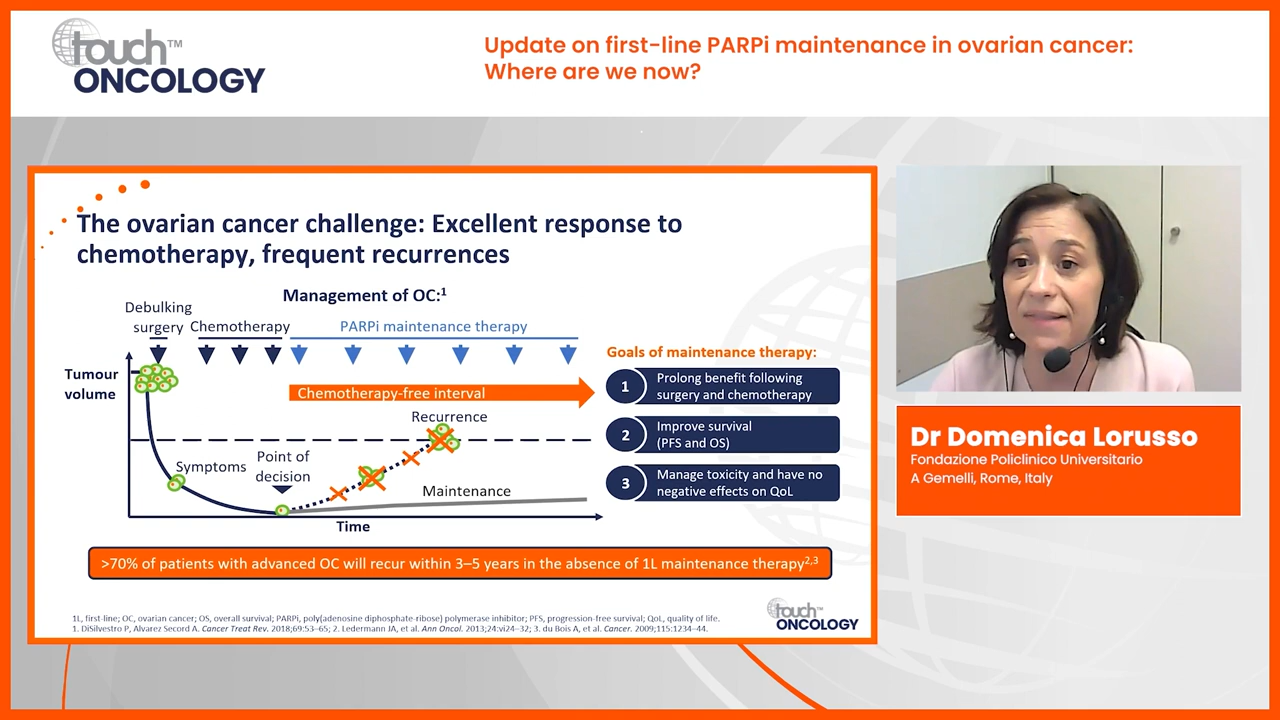 touch™
ONCOLOGY
Update on first-line PARPi maintenance in ovarian cancer:
Where are we now?
The ovarian cancer challenge: Excellent response to
chemotherapy, frequent recurrences
Management of OC:1
Debulking
surgery
Chemotherapy
PARPi maintenance therapy
Tumour
volume
Chemotherapy-free interval
Recurrence
Symptoms
Point of
decision
Maintenance
Time
Goals of maintenance therapy:
1
Prolong benefit following
surgery and chemotherapy
2
Improve survival
(PFS and OS)
3
Manage toxicity and have no
negative effects on QoL
>70% of patients with advanced OC will recur within 3–5 years in the absence of 1L maintenance therapy2,3
1L, first-line; OC, ovarian cancer; OS, overall survival; PARPi, poly(adenosine diphosphate-ribose) polymerase inhibitor; PFS, progression-free survival; QoL, quality of life.
1. DiSilvestro P, Alvarez Secord A. Cancer Treat Rev. 2018;69:53–65; 2. Ledermann JA, et al. Ann Oncol. 2013;24:vi24–32; 3. du Bois A, et al. Cancer. 2009;115:1234–44.
touch™
ONCOLOGY
Dr Domenica Lorusso
Fondazione Policlinico Universitario
A Gemelli, Rome, Italy